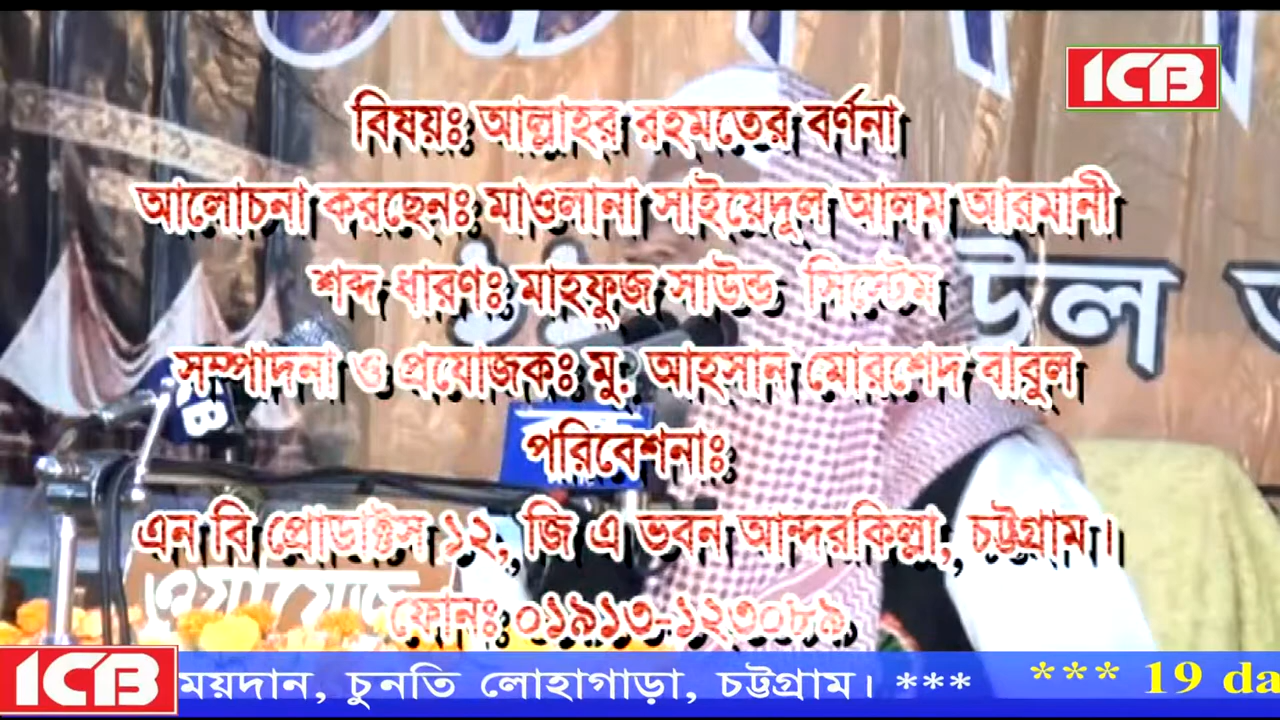 ICB
বিষয়ঃ আল্লাহর রহমতের বর্ণনা
আলোচনা করছেনঃ মাওলানা সাইয়েদুল আলম আরমানী
শব্দ ধারণঃ মাহফুজ সাউন্ড সিস্টেম
সম্পাদনা ও প্রযোজকঃ মু. আহসান মোরশেদ বাবুল
পরিবেশনাঃ
এন বি প্রোডাক্টস ১২, জি এ ভবন আন্দরকিল্লা, চট্টগ্রাম।
ফোনঃ ০১৯১৩-১২৩০৮৯
ICB ময়দান, চুনতি লোহাগাড়া, চট্টগ্রাম। *** *** 19 da